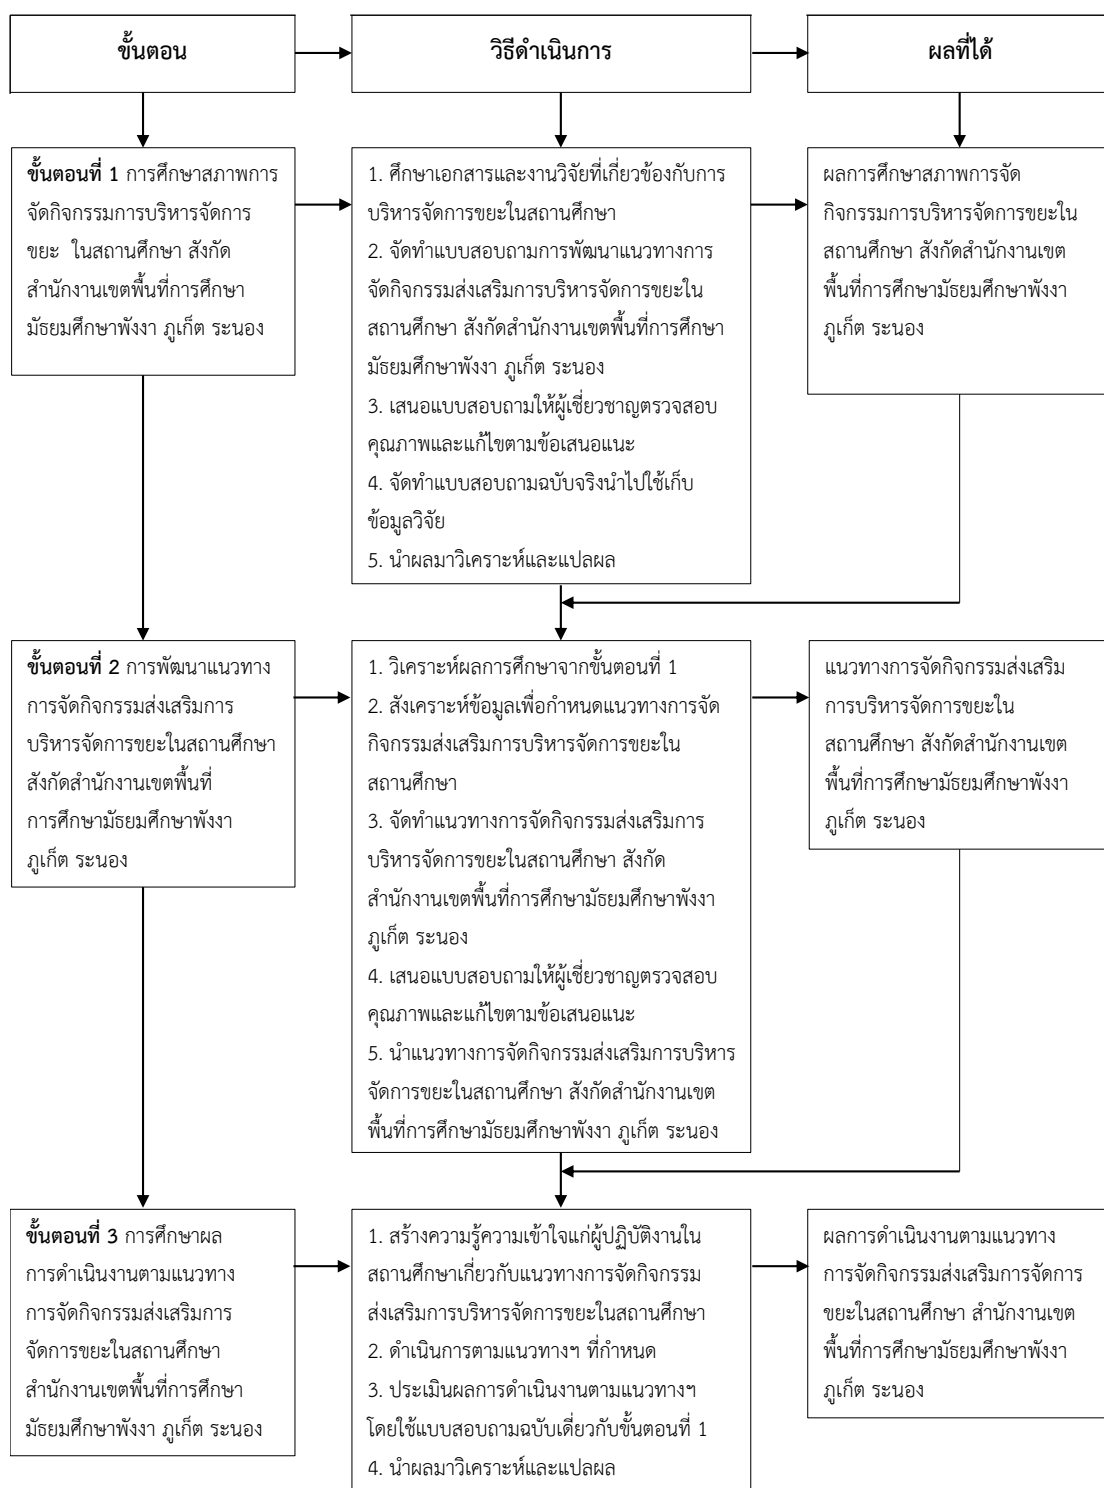 ขั้นตอน
วิธีดำเนินการ
ผลที่ได้
ขั้นตอนที่ 1 การศึกษาสภาพการ
จัดกิจกรรมการบริหารจัดการ
ขยะ ในสถานศึกษา สังกัด
สำนักงานเขตพื้นที่การศึกษา
มัธยมศึกษาพังงา ภูเก็ต ระนอง
1. ศึกษาเอกสารและงานวิจัยที่เกี่ยวข้องกับการ
บริหารจัดการขยะในสถานศึกษา
2. จัดทำแบบสอบถามการพัฒนาแนวทางการ
จัดกิจกรรมส่งเสริมการบริหารจัดการขยะใน
สถานศึกษา สังกัดสำนักงานเขตพื้นที่การศึกษา
มัธยมศึกษาพังงา ภูเก็ต ระนอง
3. เสนอแบบสอบถามให้ผู้เชี่ยวชาญตรวจสอบ
คุณภาพและแก้ไขตามข้อเสนอแนะ
4. จัดทำแบบสอบถามฉบับจริงนำไปใช้เก็บ
ข้อมูลวิจัย
5. นำผลมาวิเคราะห์และแปลผล
ผลการศึกษาสภาพการจัด
กิจกรรมการบริหารจัดการขยะใน
สถานศึกษา สังกัดสำนักงานเขต
พื้นที่การศึกษามัธยมศึกษาพังงา
ภูเก็ต ระนอง
ขั้นตอนที่ 2 การพัฒนาแนวทาง
การจัดกิจกรรมส่งเสริมการ
บริหารจัดการขยะในสถานศึกษา
สังกัดสำนักงานเขตพื้นที่
การศึกษามัธยมศึกษาพังงา
ภูเก็ต ระนอง
1. วิเคราะห์ผลการศึกษาจากขั้นตอนที่ 1
2. สังเคราะห์ข้อมูลเพื่อกำหนดแนวทางการจัด
กิจกรรมส่งเสริมการบริหารจัดการขยะใน
สถานศึกษา
3. จัดทำแนวทางการจัดกิจกรรมส่งเสริมการ
บริหารจัดการขยะในสถานศึกษา สังกัด
สำนักงานเขตพื้นที่การศึกษามัธยมศึกษาพังงา
ภูเก็ต ระนอง
4. เสนอแบบสอบถามให้ผู้เชี่ยวชาญตรวจสอบ
คุณภาพและแก้ไขตามข้อเสนอแนะ
5. นำแนวทางการจัดกิจกรรมส่งเสริมการบริหาร
จัดการขยะในสถานศึกษา สังกัดสำนักงานเขต
พื้นที่การศึกษามัธยมศึกษาพังงา ภูเก็ต ระนอง
แนวทางการจัดกิจกรรมส่งเสริม
การบริหารจัดการขยะใน
สถานศึกษา สังกัดสำนักงานเขต
พื้นที่การศึกษามัธยมศึกษาพังงา
ภูเก็ต ระนอง
ขั้นตอนที่ 3 การศึกษาผล
การดำเนินงานตามแนวทาง
การจัดกิจกรรมส่งเสริมการ
จัดการขยะในสถานศึกษา
สำนักงานเขตพื้นที่การศึกษา
มัธยมศึกษาพังงา ภูเก็ต ระนอง
1. สร้างความรู้ความเข้าใจแก่ผู้ปฏิบัติงานใน
สถานศึกษาเกี่ยวกับแนวทางการจัดกิจกรรม
ส่งเสริมการบริหารจัดการขยะในสถานศึกษา
2. ดำเนินการตามแนวทางฯ ที่กำหนด
3. ประเมินผลการดำเนินงานตามแนวทางฯ
โดยใช้แบบสอบถามฉบับเดี่ยวกับขั้นตอนที่ 1
4. นำผลมาวิเคราะห์และแปลผล
ผลการดำเนินงานตามแนวทาง
การจัดกิจกรรมส่งเสริมการจัดการ
ขยะในสถานศึกษา สำนักงานเขต
พื้นที่การศึกษามัธยมศึกษาพังงา
ภูเก็ต ระนอง